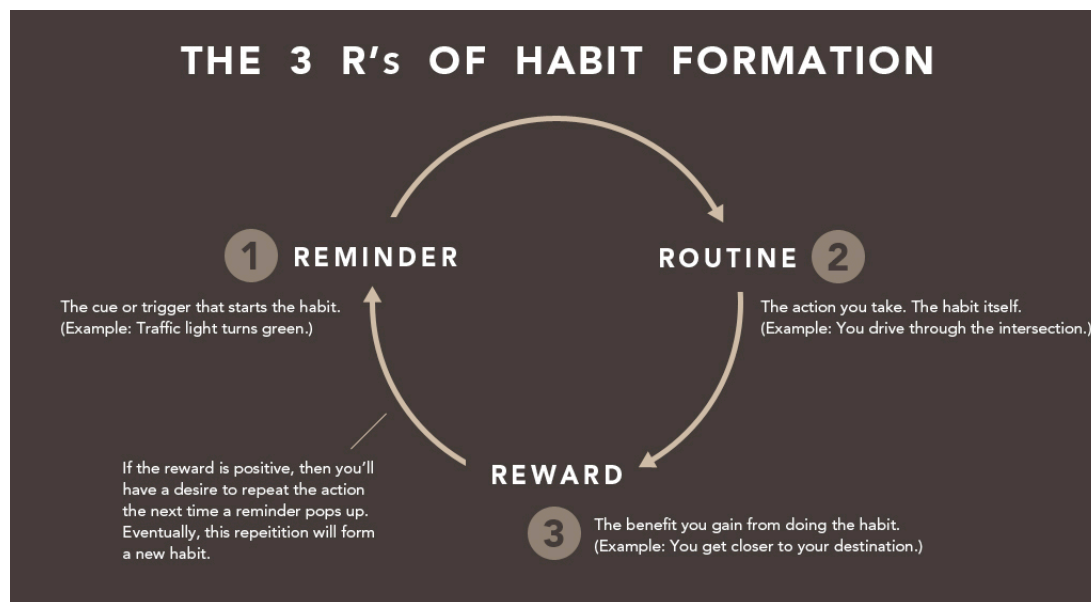 THE 3 R's OF HABIT FORMATION
1 REMINDER
The cue or trigger that starts the habit.
(Example: Traffic light turns green.)
ROUTINE 2
The action you take. The habit itself.
(Example: You drive through the intersection.)
REWARD
3
The benefit you gain from doing the habit.
(Example: You get closer to your destination.)
If the reward is positive, then you'll
have a desire to repeat the action
the next time a reminder pops up.
Eventually, this repeitition will form
a new habit.